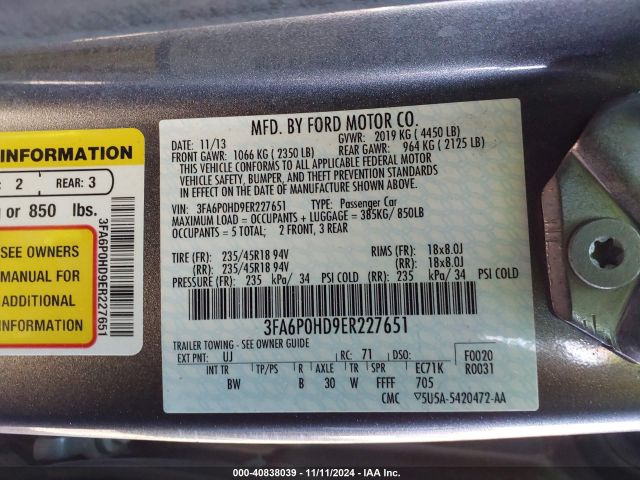 INFORMATION
: 2 REAR: 3
or 850 lbs.
SEE OWNERS
MANUAL FOR
ADDITIONAL
INFORMATION
3FA6P0HD9ER227651
MFD. BY FORD MOTOR CO.
DATE: 11/13 GVWR: 2019 KG ( 4450 LB)
FRONT GAWR: 1066 KG ( 2350 LB) REAR GAWR: 964 KG ( 2125 LB)
THIS VEHICLE CONFORMS TO ALL APPLICABLE FEDERAL MOTOR
VEHICLE SAFETY, BUMPER, AND THEFT PREVENTION STANDARDS
IN EFFECT ON THE DATE OF MANUFACTURE SHOWN ABOVE.
VIN: 3FA6P0HD9ER227651 TYPE: Passenger Car
MAXIMUM LOAD = OCCUPANTS + LUGGAGE = 385KG/850LB
OCCUPANTS = 5 TOTAL: 2 FRONT, 3 REAR
TIRE (FR): 235/45R18 94V RIMS (FR): 18x8.0J
(RR): 235/45R18 94V (RR): 18x8.0J
PRESSURE (FR): 235 kPa/ 34 PSI COLD (RR): 235 kPa/ 34 PSI COLD
3FA6P0HD9ER227651
TRAILER TOWING - SEE OWNER GUIDE
EXT PNT: UJ RC: 71 DSO: F0020
INT TR TP/PS R AXLE TR SPR EC71K R0031
BW B 30 W FFFF 705
CMC ▽5U5A-5420472-AA
000-40838039 - 11/11/2024 - IAA Inc.